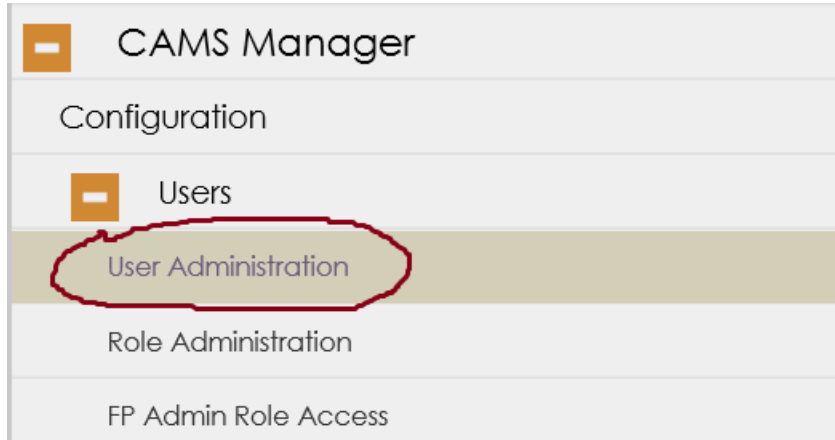 CAMS Manager
Configuration
Users
User Administration
Role Administration
FP Admin Role Access